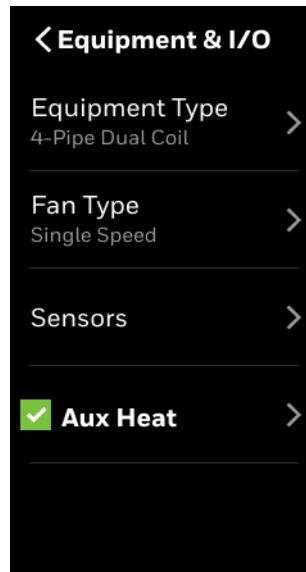 Equipment & I/O
Equipment Type
4-Pipe Dual Coil
Fan Type
Single Speed
Sensors
Aux Heat